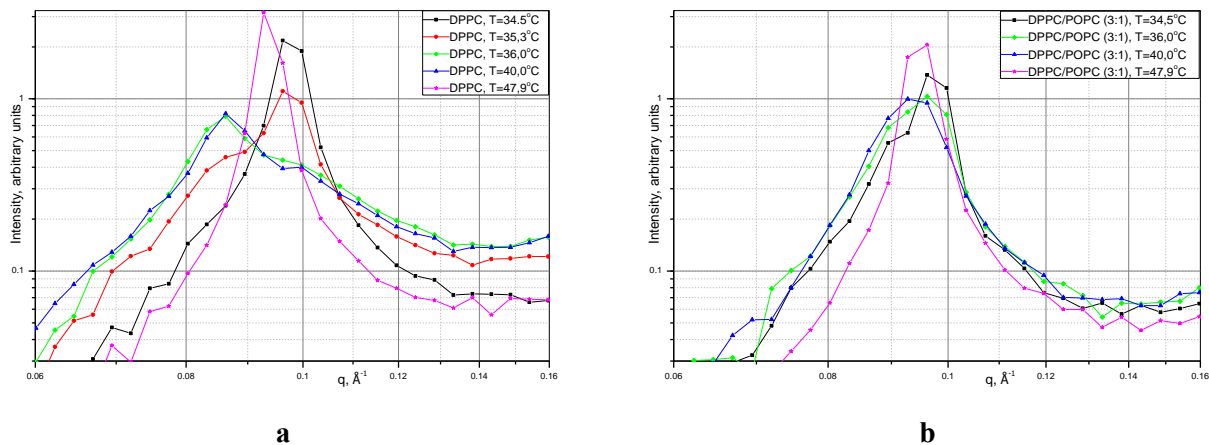 DPPC, T=34.5°C
DPPC, T=35,3°C
DPPC, T=36,0°C
DPPC, T=40,0°C
DPPC, T=47,9°C
1
0.1
Intensity, arbitrary units
0.06
0.08
0.1
0.12
0.14
0.16
q, Å⁻¹
a
DPPC/POPC (3:1), T=34,5°C
DPPC/POPC (3:1), T=36,0°C
DPPC/POPC (3:1), T=40,0°C
DPPC/POPC (3:1), T=47,9°C
1
0.1
Intensity, arbitrary units
0.06
0.08
0.1
0.12
0.14
0.16
q, Å⁻¹
b